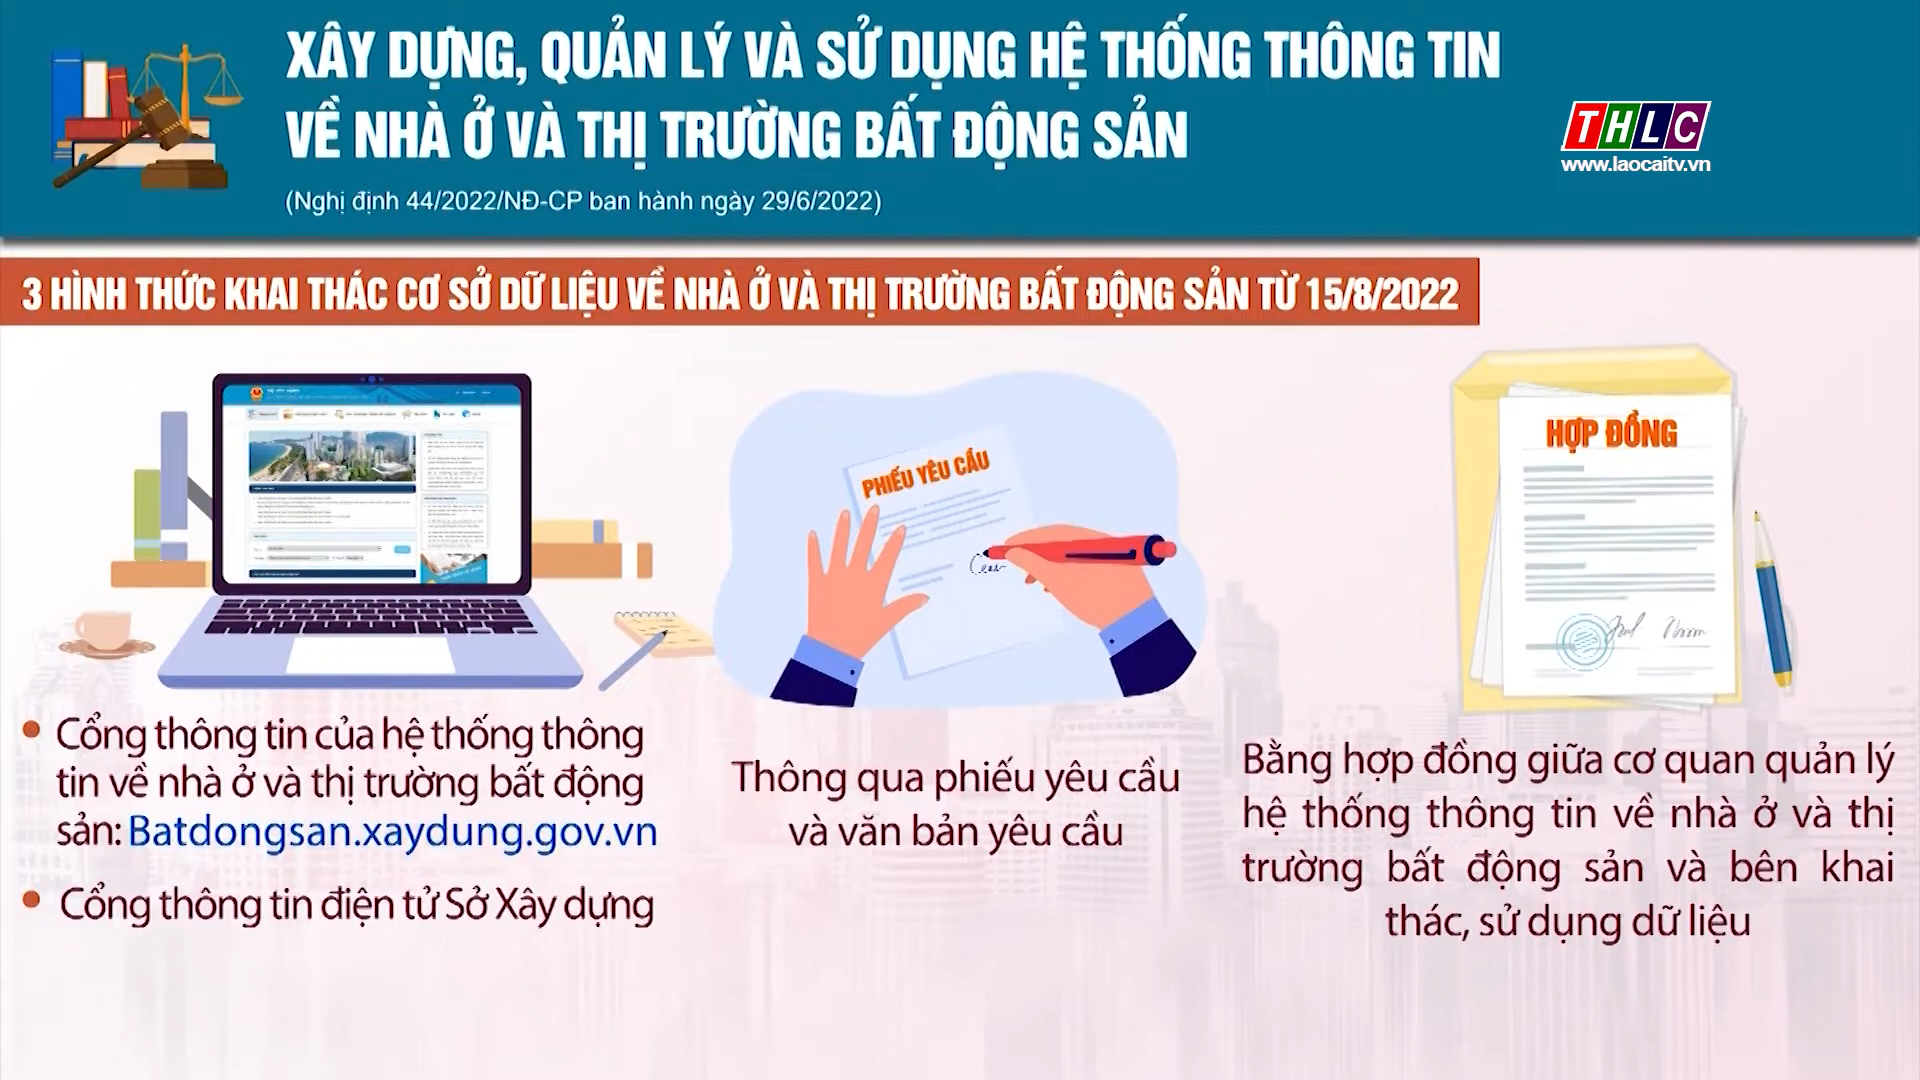 XÂY DỰNG, QUẢN LÝ VÀ SỬ DỤNG HỆ THỐNG THÔNG TIN
VỀ NHÀ Ở VÀ THỊ TRƯỜNG BẤT ĐỘNG SẢN
(Nghị định 44/2022/NĐ-CP ban hành ngày 29/6/2022)
THLC
www.laocaitv.vn
3 HÌNH THỨC KHAI THÁC CƠ SỞ DỮ LIỆU VỀ NHÀ Ở VÀ THỊ TRƯỜNG BẤT ĐỘNG SẢN TỪ 15/8/2022
• Cổng thông tin của hệ thống thông
tin về nhà ở và thị trường bất động
sản: Batdongsan.xaydung.gov.vn
• Cổng thông tin điện tử Sở Xây dựng
PHIẾU YÊU CẦU
Thông qua phiếu yêu cầu
và văn bản yêu cầu
HỢP ĐỒNG
Bằng hợp đồng giữa cơ quan quản lý
hệ thống thông tin về nhà ở và thị
trường bất động sản và bên khai
thác, sử dụng dữ liệu